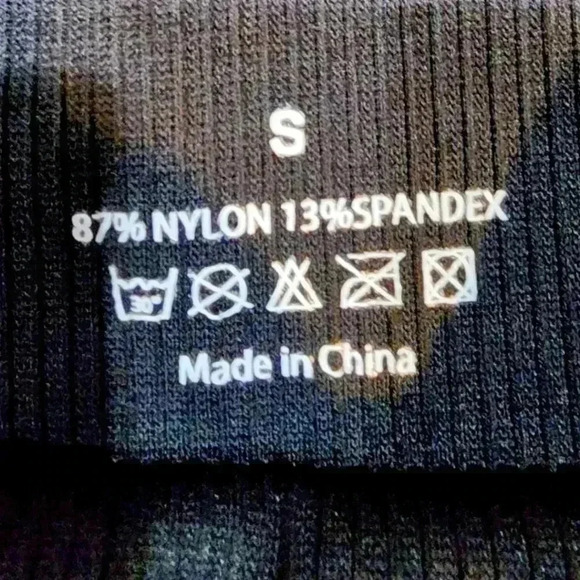 S
87% NYLON 13%SPANDEX
30°
Made in China